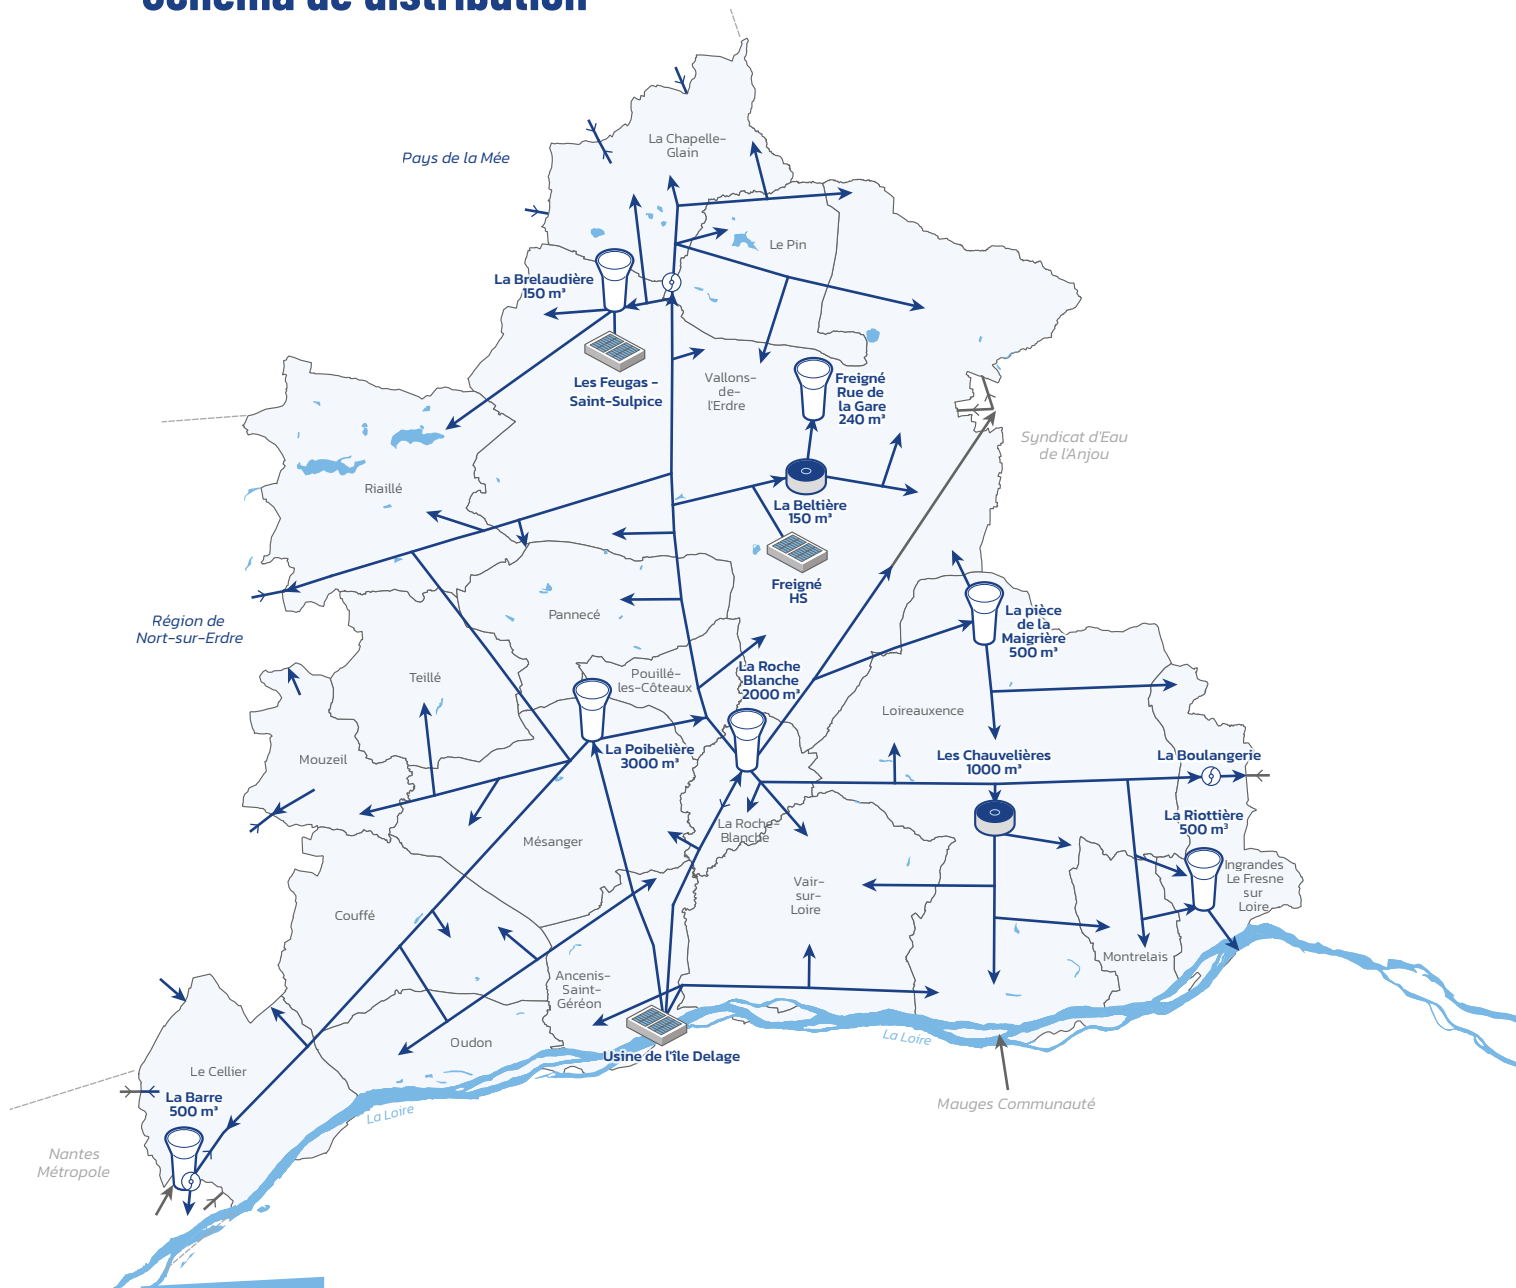 Schéma de distribution
La Chapelle-
Glain
Pays de la Mée
Le Pin
La Brelaudière
150 m³
Les Feugas -
Saint-Sulpice
Vallons-
de-
l'Erdre
Freigné
Rue de
la Gare
240 m³
Syndicat d'Eau
de l'Anjou
Riaillé
La Beltière
150 m³
Freigné
HS
Région de
Nort-sur-Erdre
Pannecé
La pièce
de la
Maigrière
500 m³
Teillé
Pouillé-
les-Côteaux
La Roche
Blanche
2000 m³
Loireauxence
Mouzeil
La Poibelière
3000 m³
Les Chauvelières
1000 m³
La Boulangerie
La Riottière
500 m³
Mésanger
La Roche-
Blanche
Ingrandes
Le Fresne
sur
Loire
Vair-
sur-
Loire
Couffé
Montrelais
Ancenis-
Saint-
Géréon
Oudon
La Loire
Usine de l'île Delage
Le Cellier
La Barre
500 m³
La Loire
Mauges Communauté
Nantes
Métropole